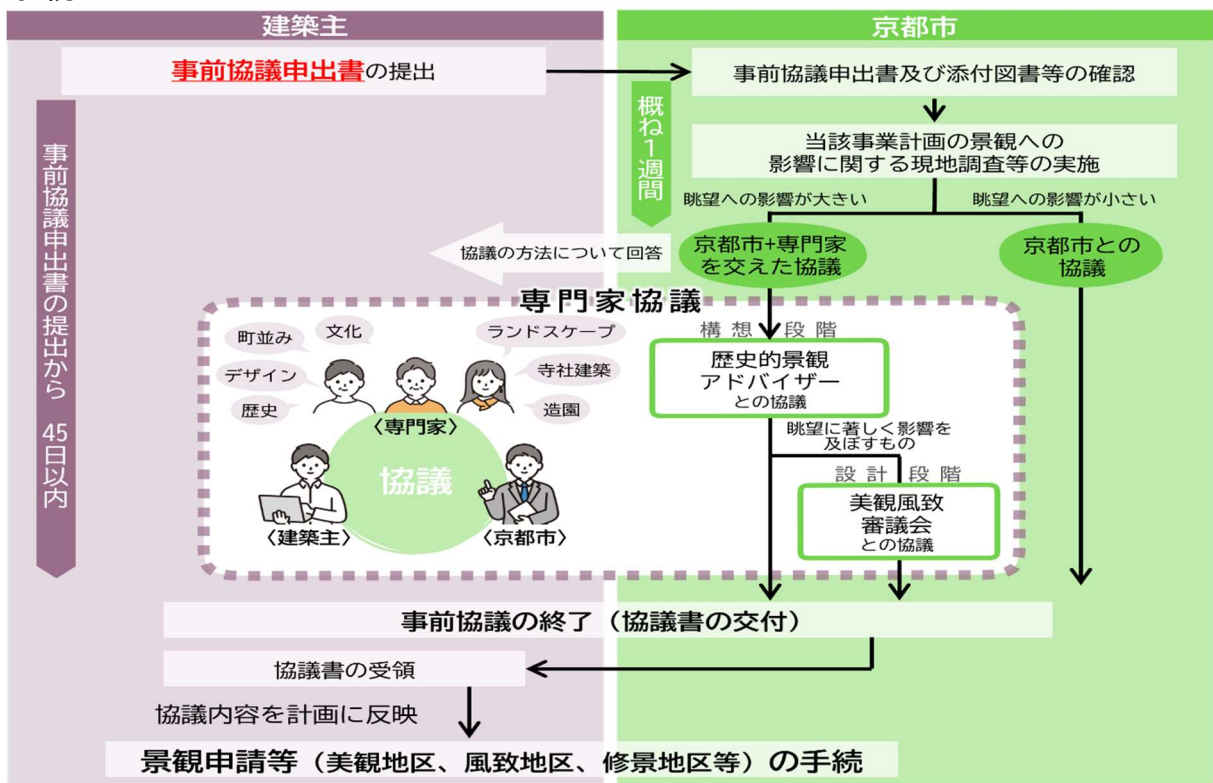 建築主
京都市
事前協議申出書の提出
事前協議申出書及び添付図書等の確認
概ね1週間
当該事業計画の景観への
影響に関する現地調査等の実施
眺望への影響が大きい
眺望への影響が小さい
京都市+専門家
を交えた協議
京都市との
協議
協議の方法について回答
事前協議申出書の提出から 45日以内
専門家協議
構想段階
歴史的景観
アドバイザー
との協議
町並み
文化
ランドスケープ
デザイン
寺社建築
歴史
造園
〈専門家〉
協議
〈建築主〉
〈京都市〉
眺望に著しく影響を
及ぼすもの
設計段階
美観風致
審議会
との協議
事前協議の終了（協議書の交付）
協議書の受領
協議内容を計画に反映
景観申請等（美観地区、風致地区、修景地区等）の手続